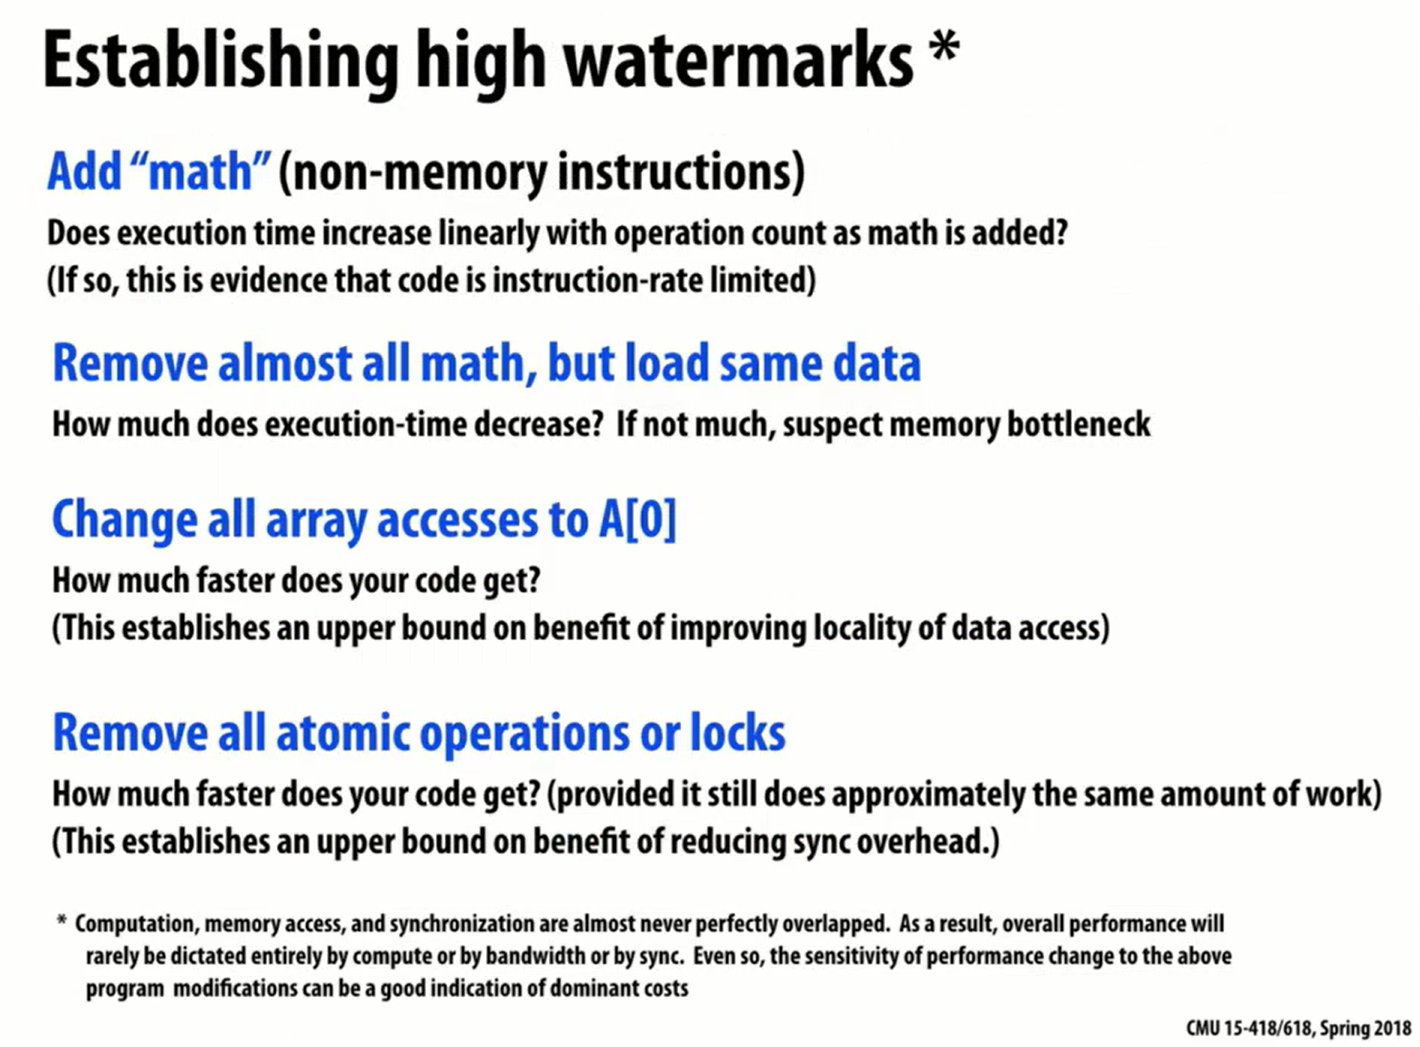 Establishing high watermarks *
Add “math” (non-memory instructions)
Does execution time increase linearly with operation count as math is added?
(If so, this is evidence that code is instruction-rate limited)
Remove almost all math, but load same data
How much does execution-time decrease? If not much, suspect memory bottleneck
Change all array accesses to A[0]
How much faster does your code get?
(This establishes an upper bound on benefit of improving locality of data access)
Remove all atomic operations or locks
How much faster does your code get? (provided it still does approximately the same amount of work)
(This establishes an upper bound on benefit of reducing sync overhead.)
* Computation, memory access, and synchronization are almost never perfectly overlapped. As a result, overall performance will
rarely be dictated entirely by compute or by bandwidth or by sync. Even so, the sensitivity of performance change to the above
program modifications can be a good indication of dominant costs
CMU 15-418/618, Spring 2018